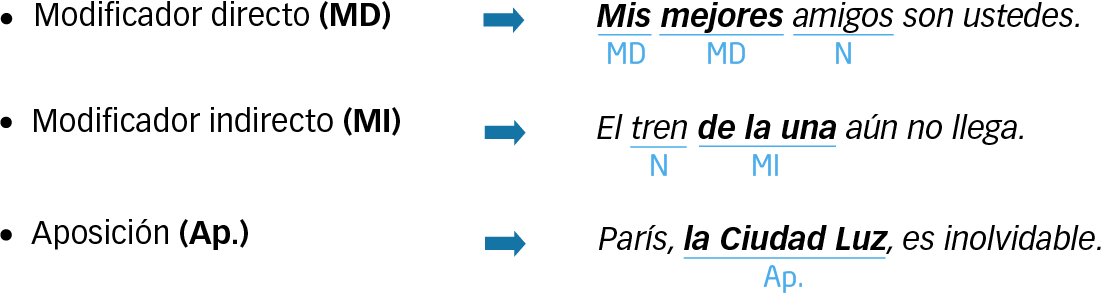 • Modificador directo (MD) ➡ Mis mejores amigos son ustedes.
MD MD N
• Modificador indirecto (MI) ➡ El tren de la una aún no llega.
N MI
• Aposición (Ap.) ➡ París, la Ciudad Luz, es inolvidable.
Ap.